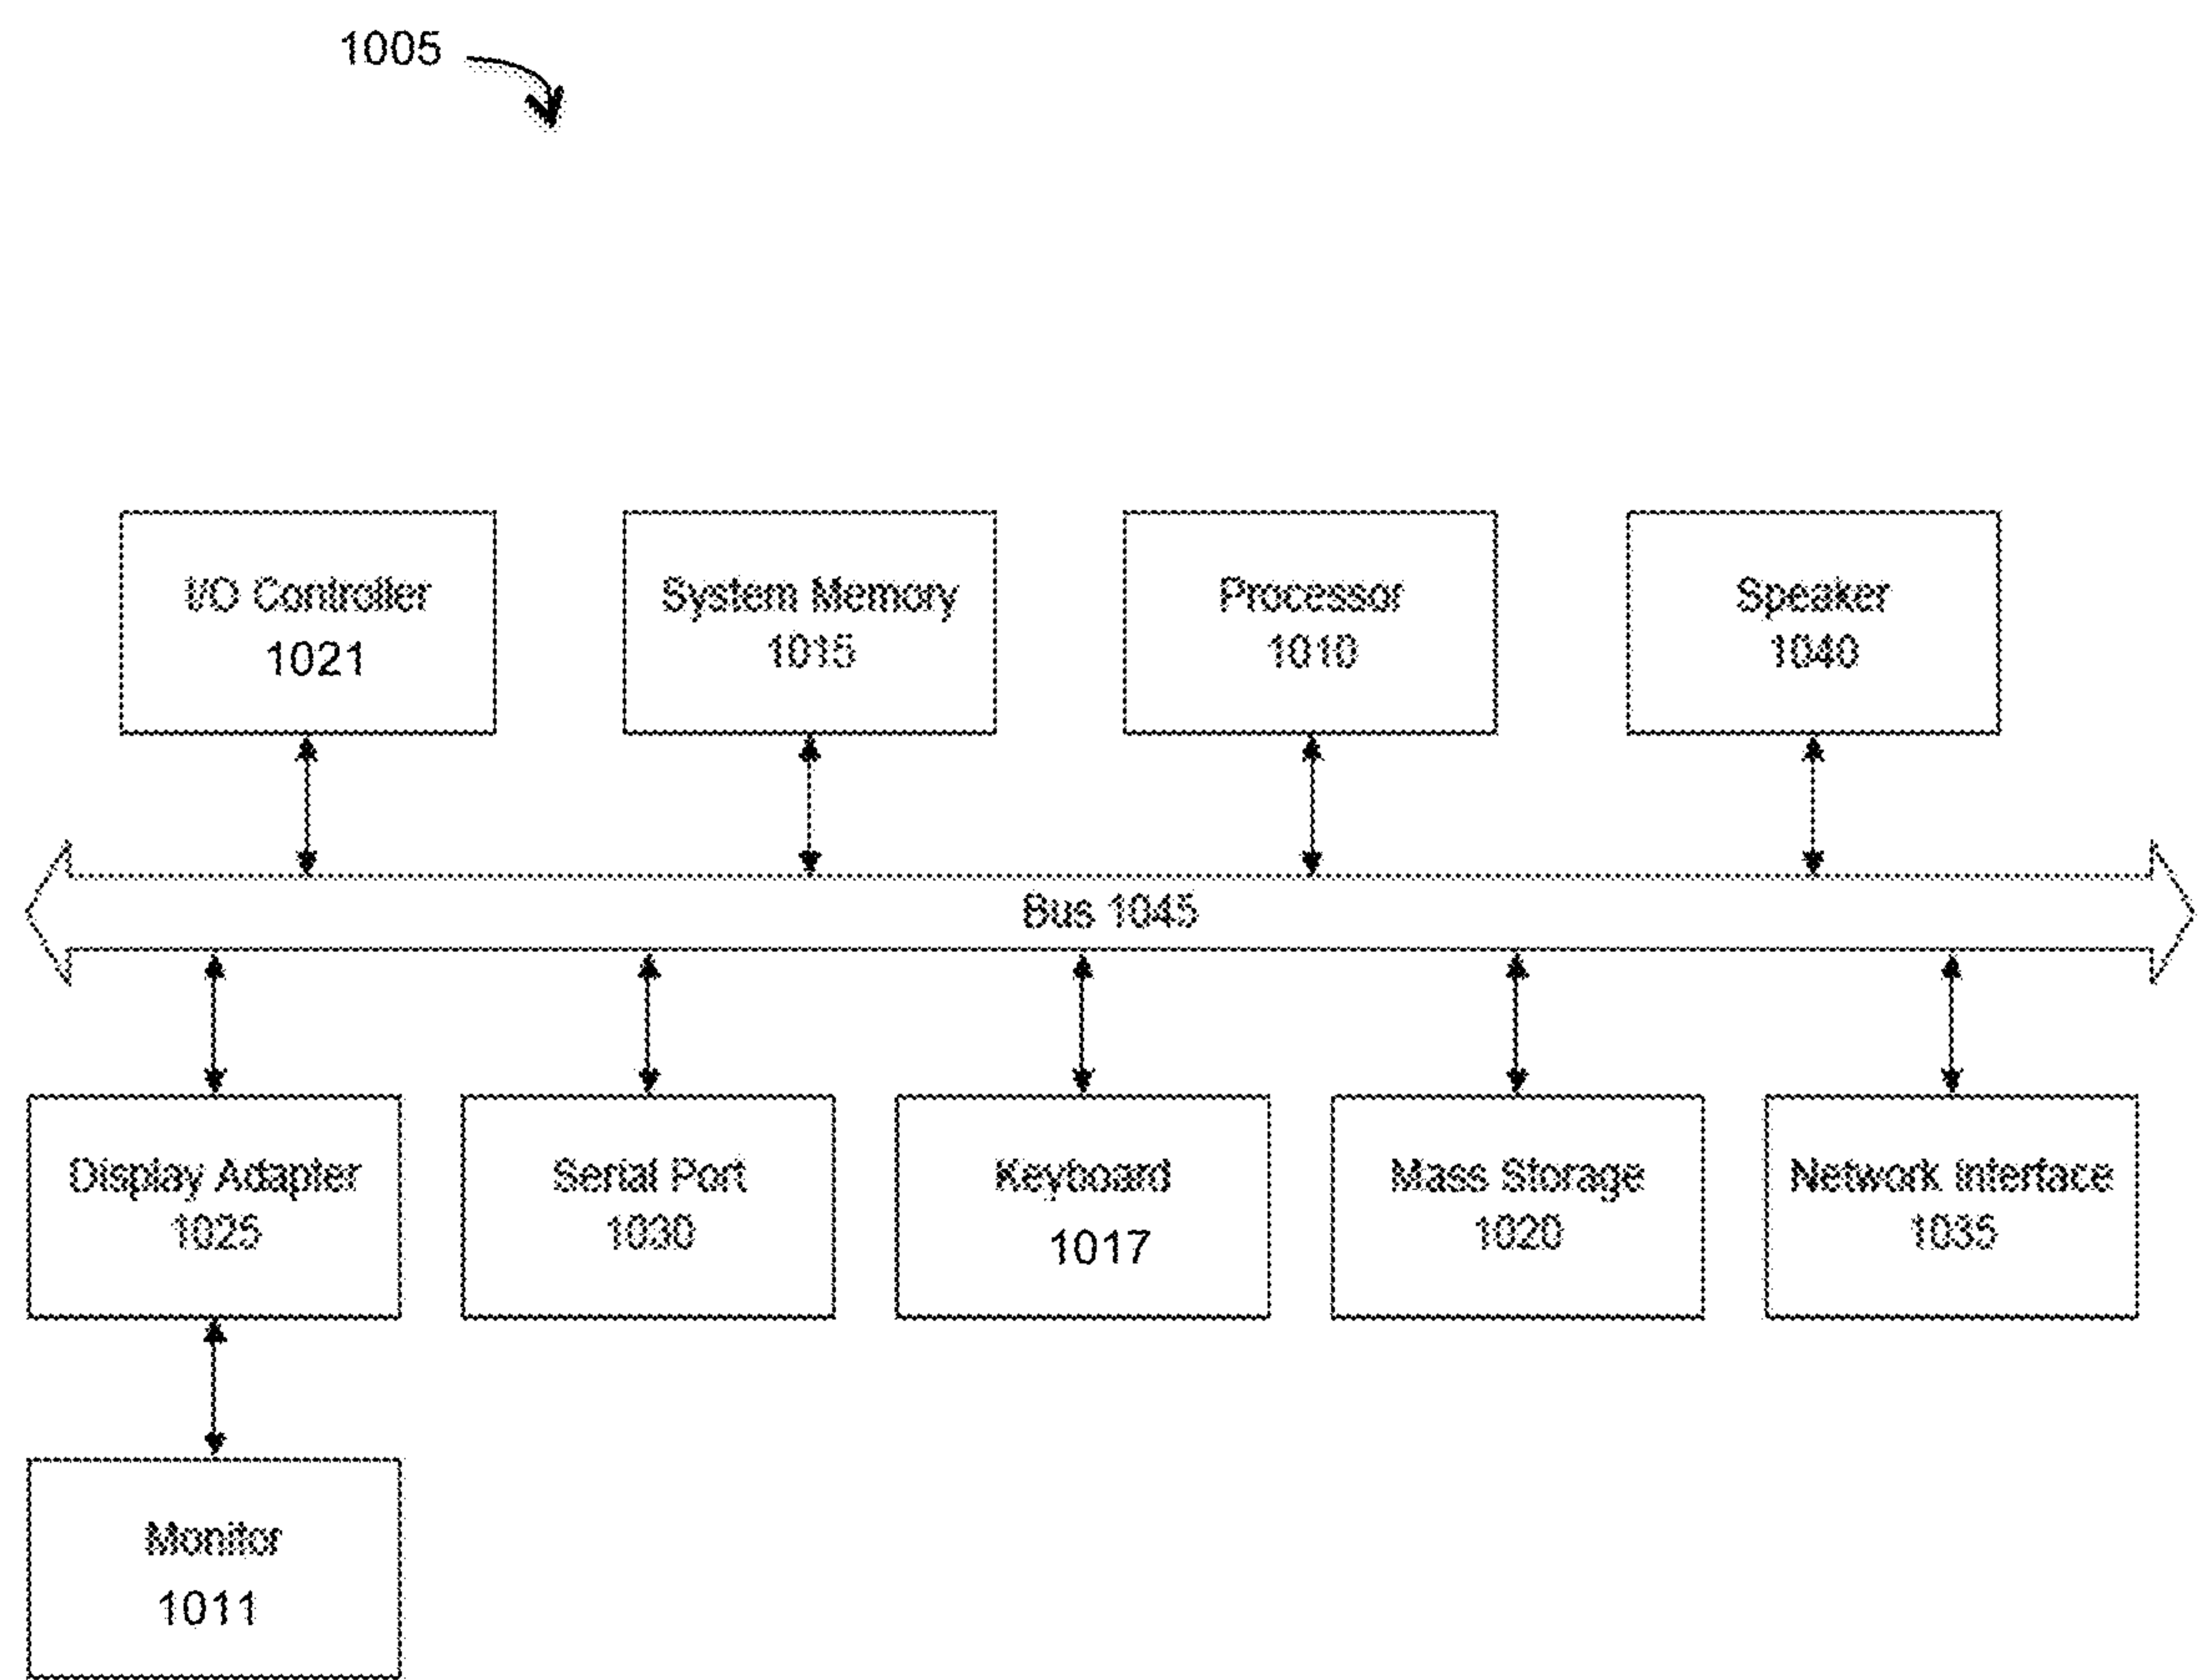 1005
I/O Controller
1021
System Memory
1015
Processor
1010
Speaker
1040
Bus 1045
Display Adapter
1025
Serial Port
1030
Keyboard
1017
Mass Storage
1020
Network Interface
1035
Monitor
1011